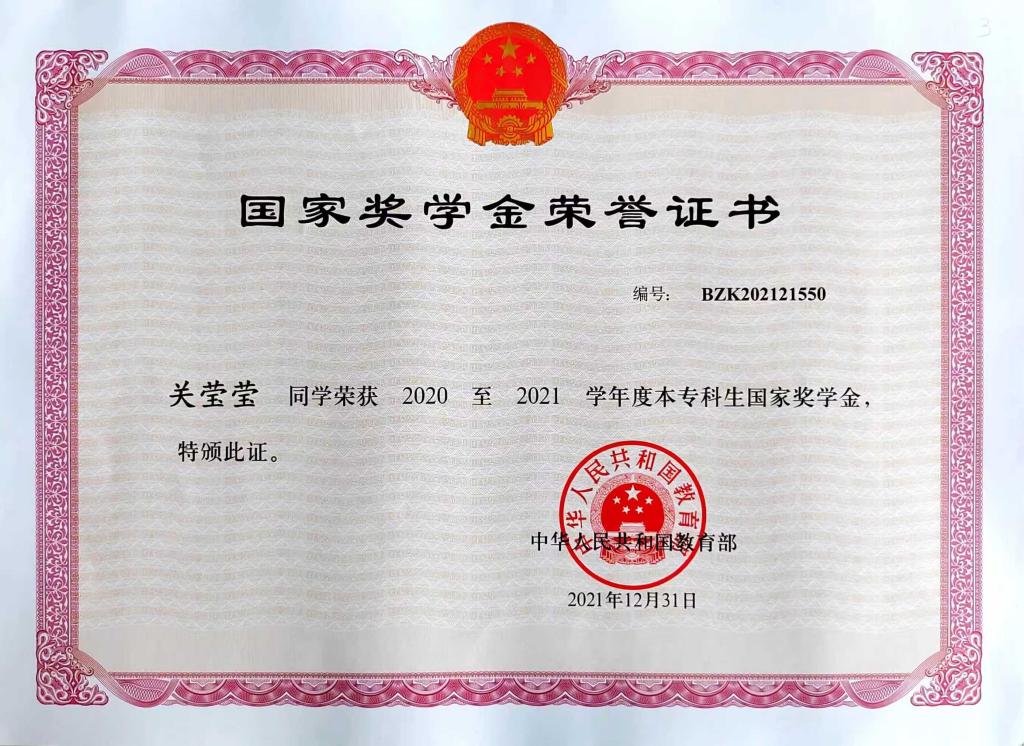 3
国家奖学金荣誉证书
编号： BZK202121550
关莹莹 同学荣获 2020 至 2021 学年度本专科生国家奖学金，
特颁此证。
中华人民共和国教育部
中华人民共和国教育部
2021年12月31日